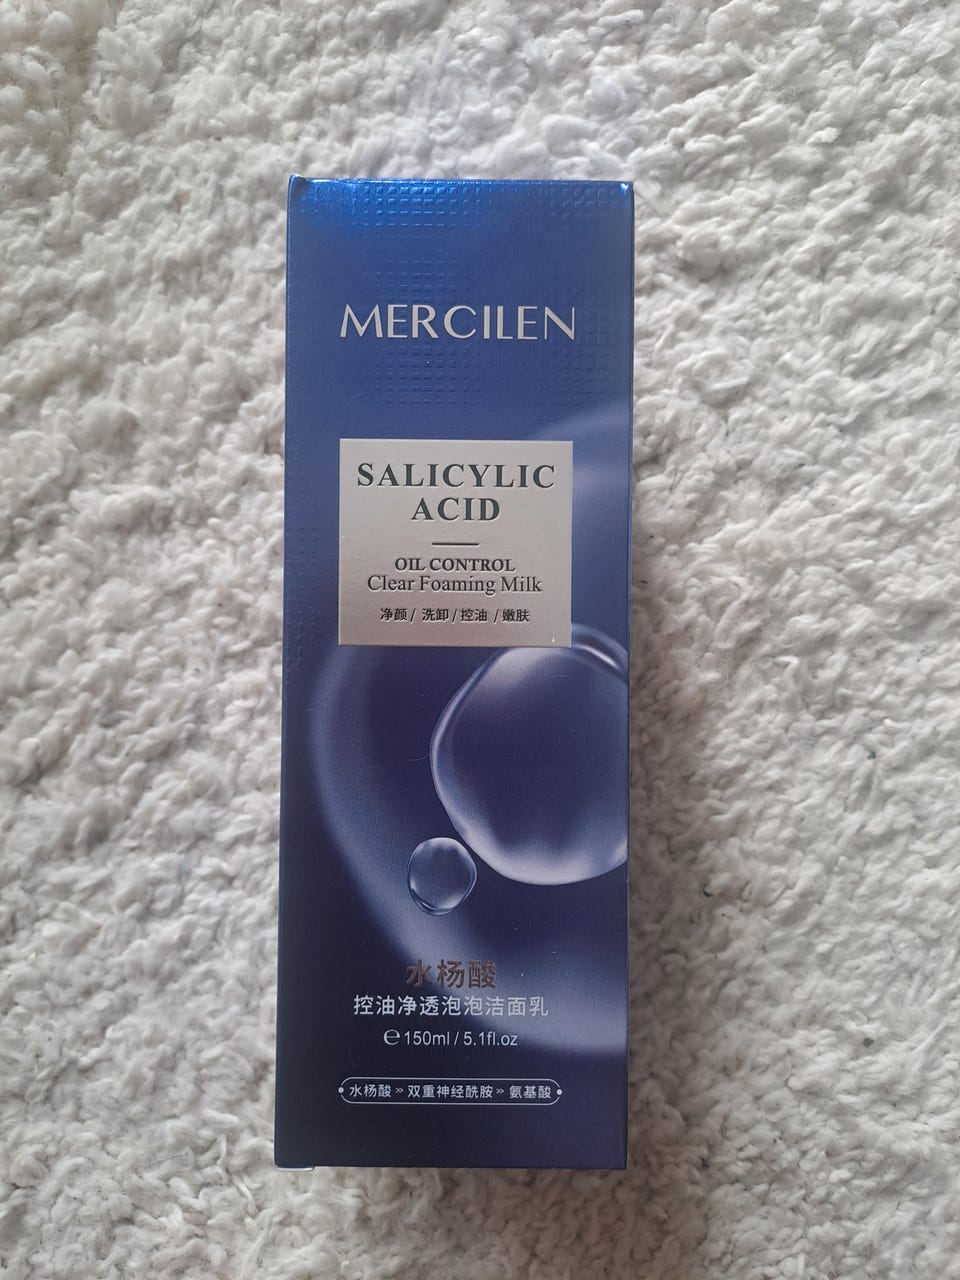 MERCILEN
SALICYLIC
ACID
OIL CONTROL
Clear Foaming Milk
净颜 / 洗卸 / 控油 / 嫩肤
水杨酸
控油净透泡泡洁面乳
℮150ml / 5.1fl.oz
水杨酸 >> 双重神经酰胺 >> 氨基酸